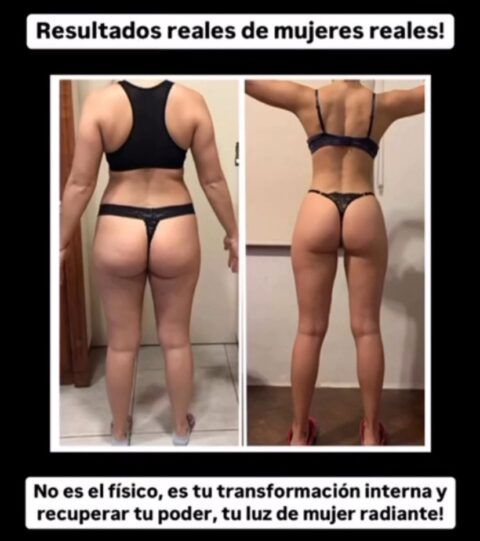 Resultados reales de mujeres reales!
No es el físico, es tu transformación interna y
recuperar tu poder, tu luz de mujer radiante!